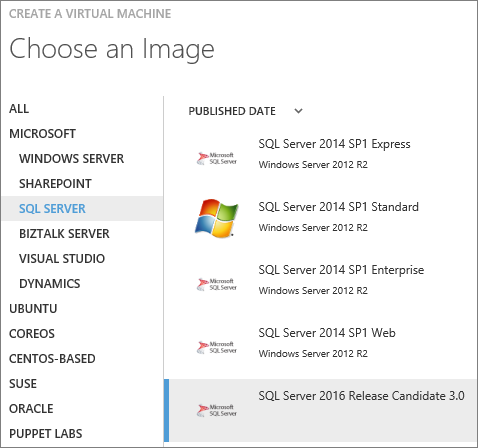 CREATE A VIRTUAL MACHINE
Choose an Image
ALL
MICROSOFT
WINDOWS SERVER
SHAREPOINT
SQL SERVER
BIZTALK SERVER
VISUAL STUDIO
DYNAMICS
UBUNTU
COREOS
CENTOS-BASED
SUSE
ORACLE
PUPPET LABS
PUBLISHED DATE
Microsoft
SQL Server
SQL Server 2014 SP1 Express
Windows Server 2012 R2
SQL Server 2014 SP1 Standard
Windows Server 2012 R2
Microsoft
SQL Server
SQL Server 2014 SP1 Enterprise
Windows Server 2012 R2
Microsoft
SQL Server
SQL Server 2014 SP1 Web
Windows Server 2012 R2
Microsoft
SQL Server
SQL Server 2016 Release Candidate 3.0